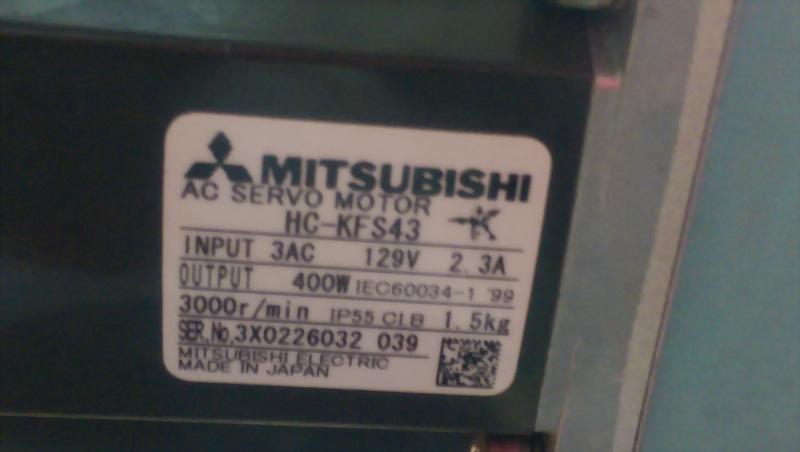 MITSUBISHI
AC SERVO MOTOR
HC-KFS43
INPUT 3AC 129V 2.3A
OUTPUT 400W IEC60034-1 '99
3000r/min IP55 Cl.B 1.5kg
SER.No.3X0226032 039
MITSUBISHI ELECTRIC
MADE IN JAPAN